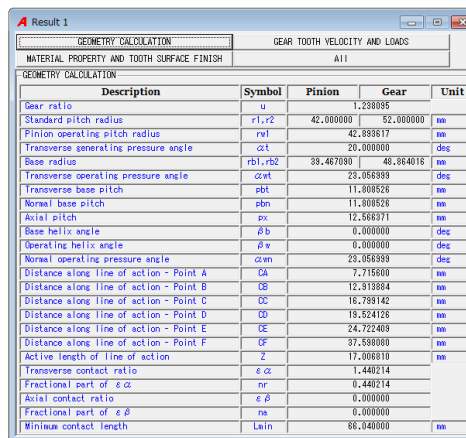 Result 1
GEOMETRY CALCULATION GEAR TOOTH VELOCITY AND LOADS
MATERIAL PROPERTY AND TOOTH SURFACE FINISH All
GEOMETRY CALCULATION
Description Symbol Pinion Gear Unit
Gear ratio u 1.238095
Standard pitch radius r1,r2 42.000000 52.000000 mm
Pinion operating pitch radius rw1 42.893617 mm
Transverse generating pressure angle αt 20.000000 deg
Base radius rb1,rb2 39.467090 48.864016 mm
Transverse operating pressure angle αwt 23.056999 deg
Transverse base pitch pbt 11.808526 mm
Normal base pitch pbn 11.808526 mm
Axial pitch px 12.566371 mm
Base helix angle βb 0.000000 deg
Operating helix angle βw 0.000000 deg
Normal operating pressure angle αwn 23.056999 deg
Distance along line of action - Point A CA 7.715600 mm
Distance along line of action - Point B CB 12.913884 mm
Distance along line of action - Point C CC 16.799142 mm
Distance along line of action - Point D CD 19.524126 mm
Distance along line of action - Point E CE 24.722409 mm
Distance along line of action - Point F CF 37.598080 mm
Active length of line of action Z 17.006810 mm
Transverse contact ratio εα 1.440214
Fractional part of εα nr 0.440214
Axial contact ratio εβ 0.000000
Fractional part of εβ na 0.000000
Minimum contact length Lmin 66.040000 mm